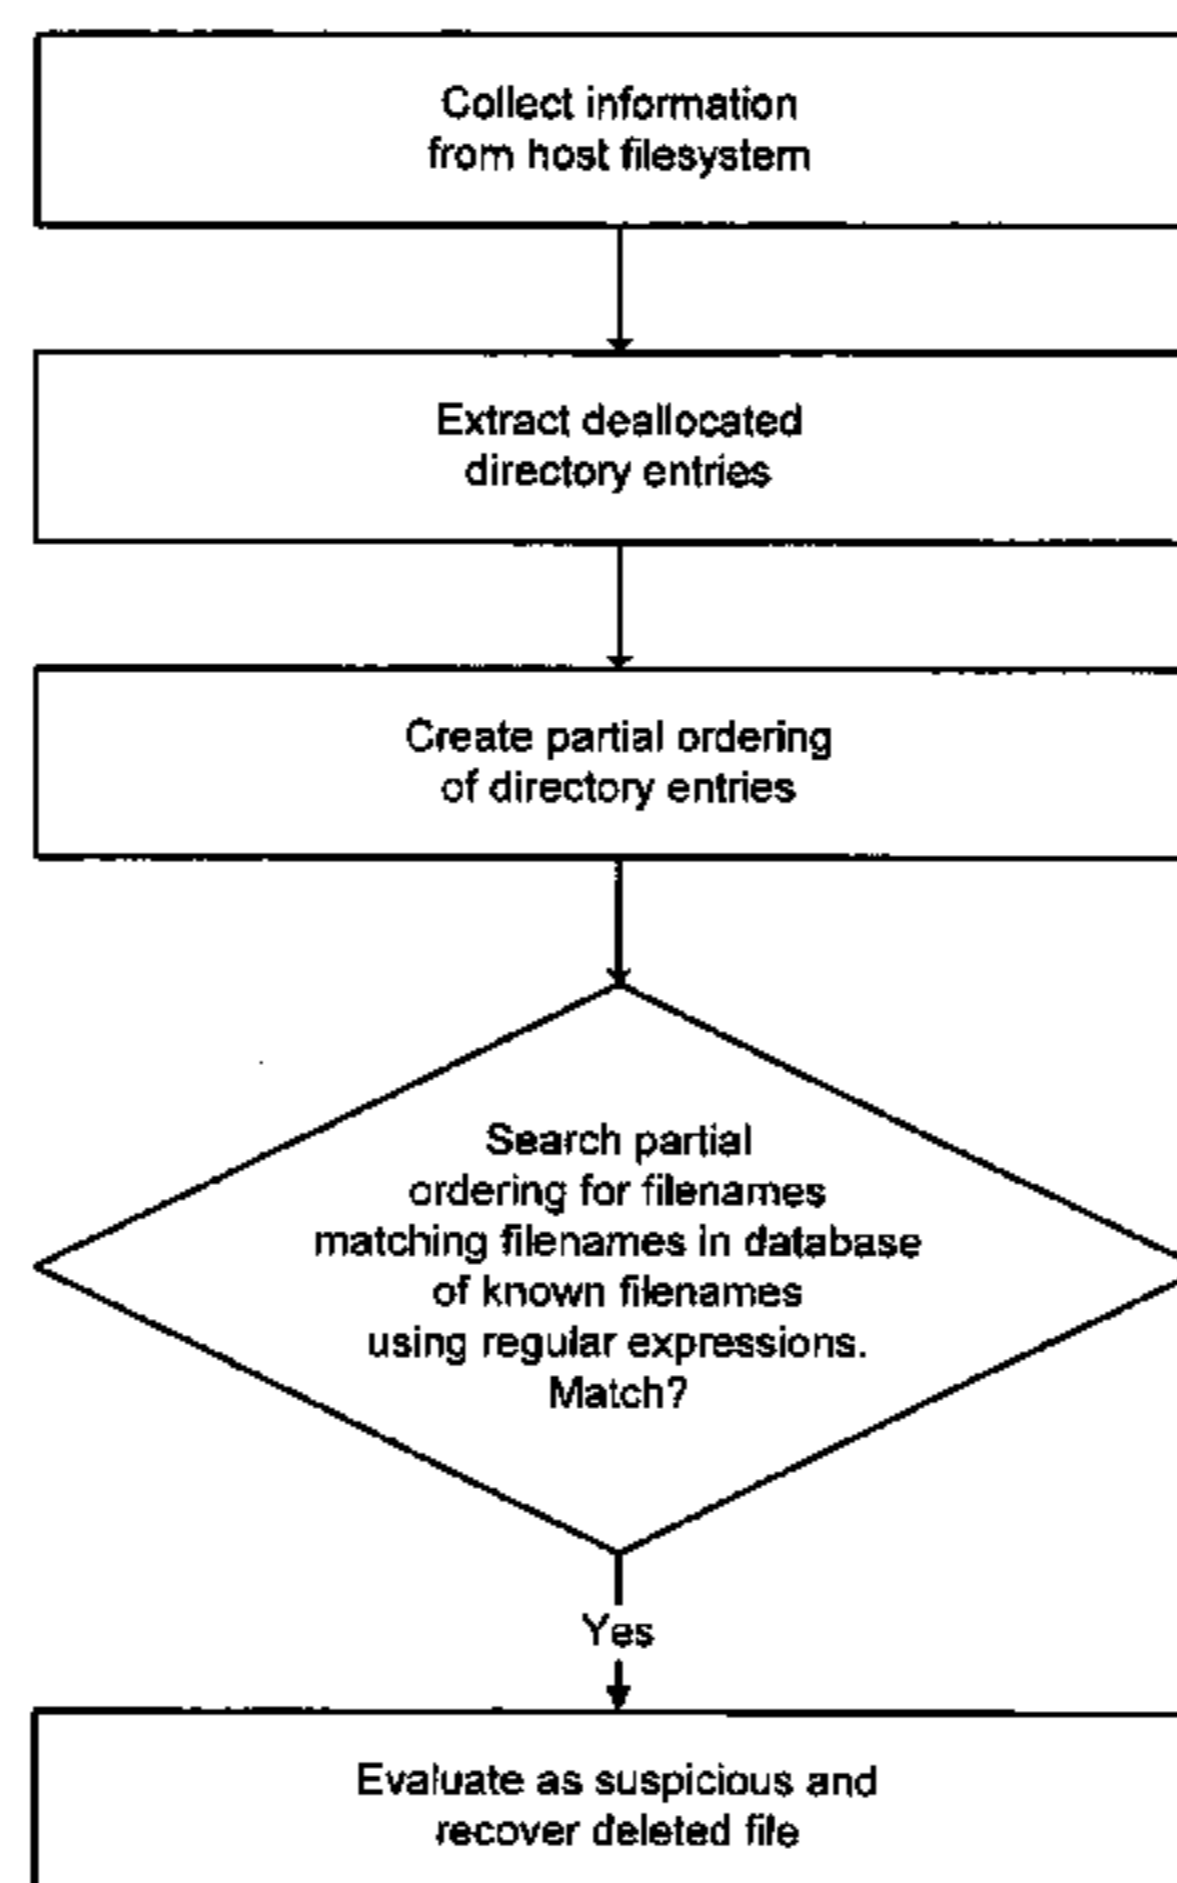 Collect information
from host filesystem
Extract deallocated
directory entries
Create partial ordering
of directory entries
Search partial
ordering for filenames
matching filenames in database
of known filenames
using regular expressions.
Match?
Yes
Evaluate as suspicious and
recover deleted file